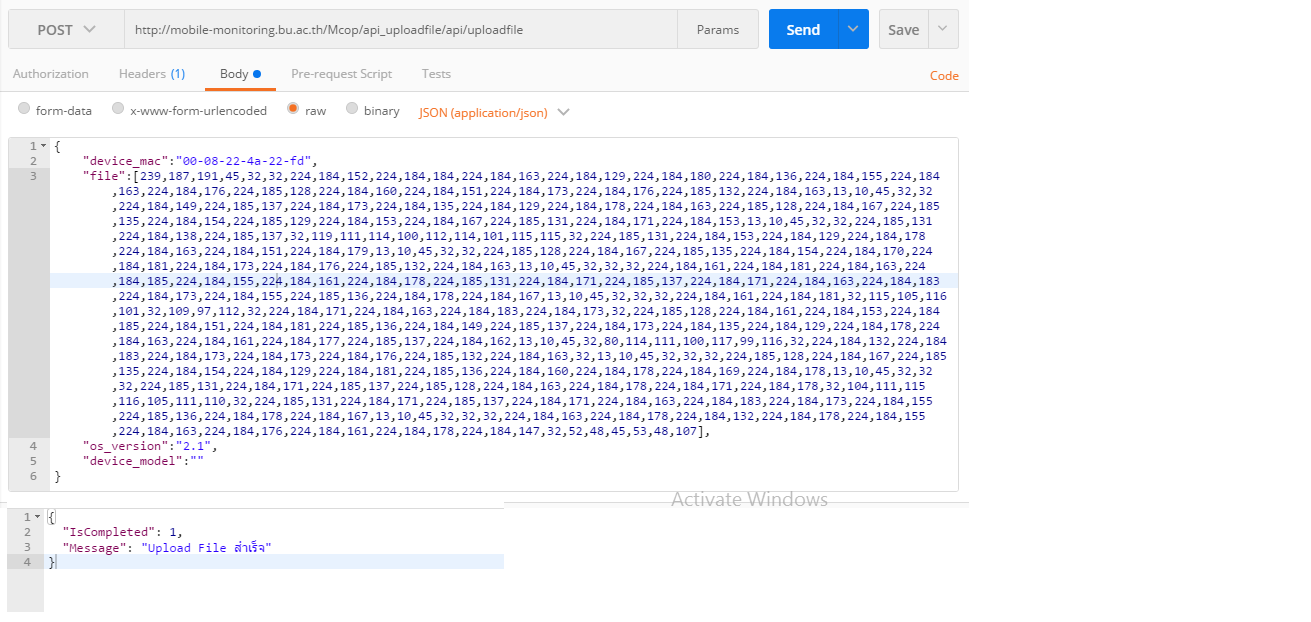 POST
http://mobile-monitoring.bu.ac.th/Mcop/api_uploadfile/api/uploadfile
Params
Send
Save
Authorization
Headers (1)
Body
Pre-request Script
Tests
Code
form-data
x-www-form-urlencoded
raw
binary
JSON (application/json)
1 {
2 "device_mac":"00-08-22-4a-22-fd",
3 "file":[239,187,191,45,32,32,224,184,152,224,184,184,224,184,163,224,184,129,224,184,180,224,184,136,224,184,155,224,184
,163,224,184,176,224,185,128,224,184,160,224,184,151,224,184,173,224,184,176,224,185,132,224,184,163,13,10,45,32,32
,224,184,149,224,185,137,224,184,173,224,184,135,224,184,129,224,184,178,224,184,163,224,185,128,224,184,167,224,185
,135,224,184,154,224,185,129,224,184,153,224,184,167,224,185,131,224,184,171,224,184,153,13,10,45,32,32,224,185,131
,224,184,138,224,185,137,32,119,111,114,100,112,114,101,115,115,32,224,185,131,224,184,153,224,184,129,224,184,178
,224,184,163,224,184,151,224,184,179,13,10,45,32,32,224,185,128,224,184,167,224,185,135,224,184,154,224,184,170,224
,184,181,224,184,173,224,184,176,224,185,132,224,184,163,13,10,45,32,32,32,224,184,161,224,184,181,224,184,163,224
,184,185,224,184,155,224,184,161,224,184,178,224,185,131,224,184,171,224,185,137,224,184,171,224,184,163,224,184,183
,224,184,173,224,184,155,224,185,136,224,184,178,224,184,167,13,10,45,32,32,32,224,184,161,224,184,181,32,115,105,116
,101,32,109,97,112,32,224,184,171,224,184,163,224,184,183,224,184,173,32,224,185,128,224,184,161,224,184,153,224,184
,185,224,184,151,224,184,181,224,185,136,224,184,149,224,185,137,224,184,173,224,184,135,224,184,129,224,184,178,224
,184,163,224,184,161,224,184,177,224,185,137,224,184,162,13,10,45,32,80,114,111,100,117,99,116,32,224,184,132,224,184
,183,224,184,173,224,184,173,224,184,176,224,185,132,224,184,163,32,13,10,45,32,32,32,224,185,128,224,184,167,224,185
,135,224,184,154,224,184,129,224,184,181,224,185,136,224,184,160,224,184,178,224,184,169,224,184,178,13,10,45,32,32
,32,224,185,131,224,184,171,224,185,137,224,185,128,224,184,163,224,184,178,224,184,171,224,184,178,32,104,111,115
,116,105,111,110,32,224,185,131,224,184,171,224,185,137,224,184,171,224,184,163,224,184,183,224,184,173,224,184,155
,224,185,136,224,184,178,224,184,167,13,10,45,32,32,32,224,184,163,224,184,178,224,184,132,224,184,178,224,184,155
,224,184,163,224,184,176,224,184,161,224,184,178,224,184,147,32,52,48,45,53,48,107],
4 "os_version":"2.1",
5 "device_model":""
6 }
Activate Windows
1 {
2 "IsCompleted": 1,
3 "Message": "Upload File สำเร็จ"
4 }